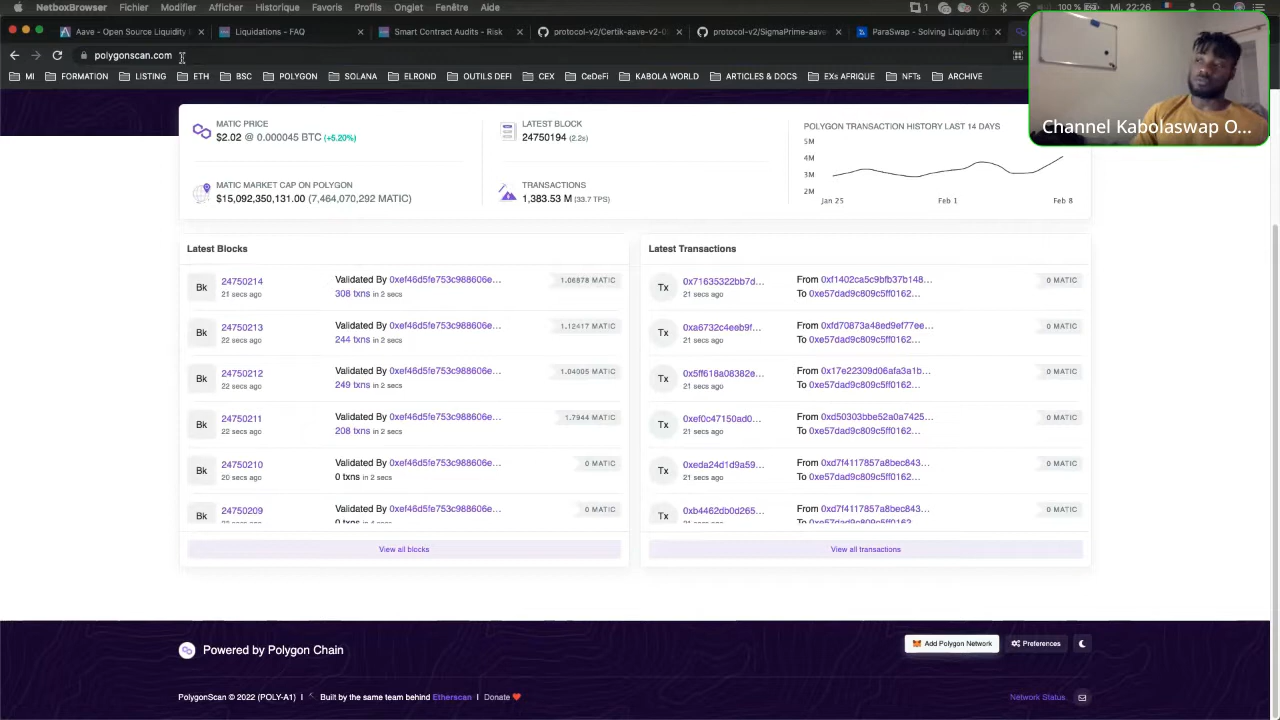 NetboxBrowser Fichier Modifier Afficher Historique Favoris Profils Onglet Fenêtre Aide 1 100 % Mi. 22:26
Aave - Open Source Liquidity Liquidations - FAQ Smart Contract Audits - Risk protocol-v2/Certik-aave-v2-0 protocol-v2/SigmaPrime-aave ParaSwap - Solving Liquidity f
polygonscan.com
MI FORMATION LISTING ETH BSC POLYGON SOLANA ELROND OUTILS DEFI CEX CeDeFi KABOLA WORLD ARTICLES & DOCS EXs AFRIQUE NFTs ARCHIVE
Channel Kabolaswap O...
MATIC PRICE
$2.02 @ 0.000045 BTC (+5.20%)
LATEST BLOCK
24750194 (2.2s)
MATIC MARKET CAP ON POLYGON
$15,092,350,131.00 (7,464,070,292 MATIC)
TRANSACTIONS
1,383.53 M (33.7 TPS)
POLYGON TRANSACTION HISTORY LAST 14 DAYS
5M
4M
3M
2M
Jan 25 Feb 1 Feb 8
Latest Blocks
Bk 24750214 Validated By 0xef46d5fe753c988606e... 1.06878 MATIC
21 secs ago 308 txns in 2 secs
Bk 24750213 Validated By 0xef46d5fe753c988606e... 1.12417 MATIC
22 secs ago 244 txns in 2 secs
Bk 24750212 Validated By 0xef46d5fe753c988606e... 1.04005 MATIC
22 secs ago 249 txns in 2 secs
Bk 24750211 Validated By 0xef46d5fe753c988606e... 1.7944 MATIC
22 secs ago 208 txns in 2 secs
Bk 24750210 Validated By 0xef46d5fe753c988606e... 0 MATIC
20 secs ago 0 txns in 2 secs
Bk 24750209 Validated By 0xef46d5fe753c988606e... 0 MATIC
View all blocks
Latest Transactions
Tx 0x71635322bb7d... From 0xf1402ca5c9bfb37b148... 0 MATIC
21 secs ago To 0xe57dad9c809c5ff0162...
Tx 0xa6732c4eeb9f... From 0xfd70873a48ed9ef77ee... 0 MATIC
21 secs ago To 0xe57dad9c809c5ff0162...
Tx 0x5ff618a08382e... From 0x17e22309d06afa3a1b... 0 MATIC
21 secs ago To 0xe57dad9c809c5ff0162...
Tx 0xef0c47150ad0... From 0xd50303bbe52a0a7425... 0 MATIC
21 secs ago To 0xe57dad9c809c5ff0162...
Tx 0xeda24d1d9a59... From 0xd7f4117857a8bec843... 0 MATIC
21 secs ago To 0xe57dad9c809c5ff0162...
Tx 0xb4462db0d265... From 0xd7f4117857a8bec843... 0 MATIC
To 0xe57dad9c809c5ff0162...
View all transactions
Powered by Polygon Chain
Add Polygon Network Preferences
PolygonScan © 2022 (POLY-A1) | Built by the same team behind Etherscan | Donate
Network Status